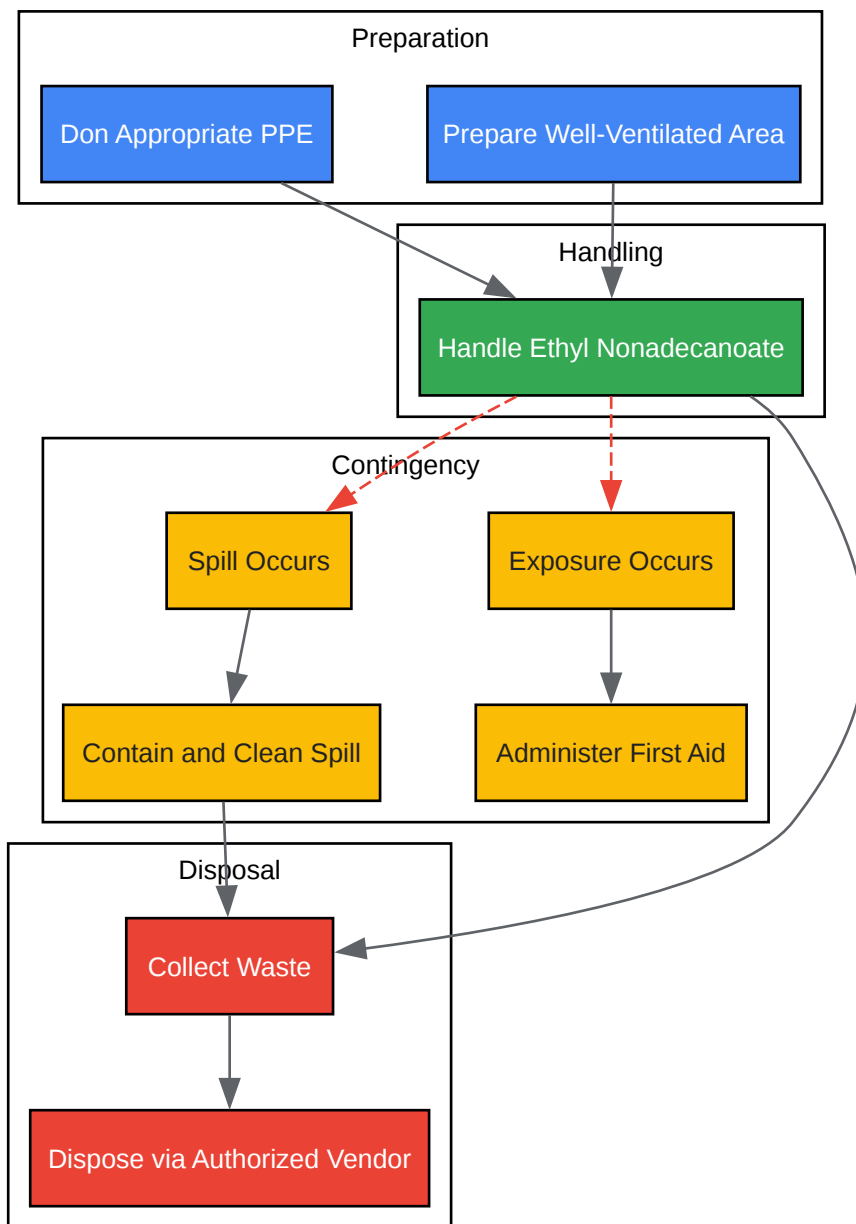 Preparation
Don Appropriate PPE
Prepare Well-Ventilated Area
Handling
Handle Ethyl Nonadecanoate
Contingency
Spill Occurs
Exposure Occurs
Contain and Clean Spill
Administer First Aid
Disposal
Collect Waste
Dispose via Authorized Vendor